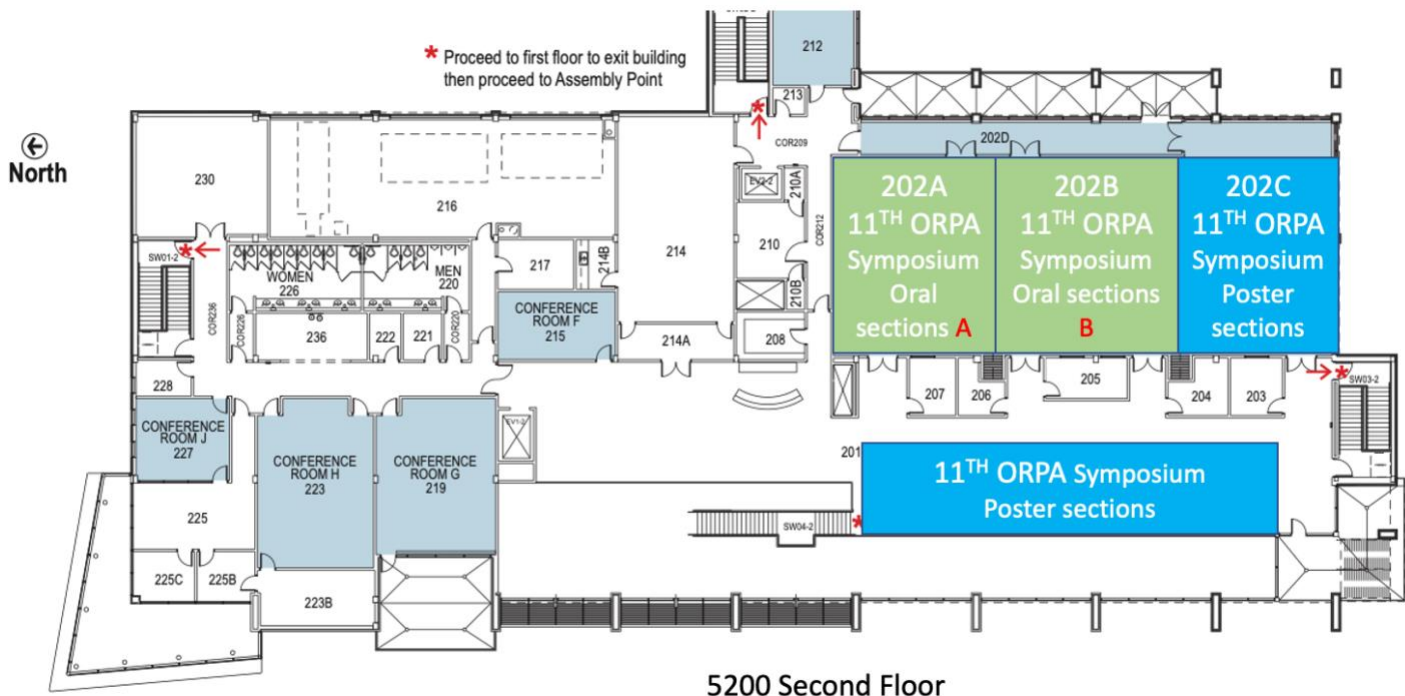 * Proceed to first floor to exit building
then proceed to Assembly Point
North
212
213
*
COR209
202D
230
216
214
EV2-2
210A
COR212
210
210B
208
202A
11TH ORPA
Symposium
Oral
sections A
202B
11TH ORPA
Symposium
Oral sections
B
202C
11TH ORPA
Symposium
Poster
sections
SW01-2
*
COR236
WOMEN
226
MEN
220
217
214B
CONFERENCE
ROOM F
215
COR226
236
222
221
COR220
214A
228
207
206
205
204
203
*
SW03-2
CONFERENCE
ROOM J
227
CONFERENCE
ROOM H
223
CONFERENCE
ROOM G
219
EV1-2
201
11TH ORPA Symposium
Poster sections
SW04-2
*
225
225C
225B
223B
5200 Second Floor